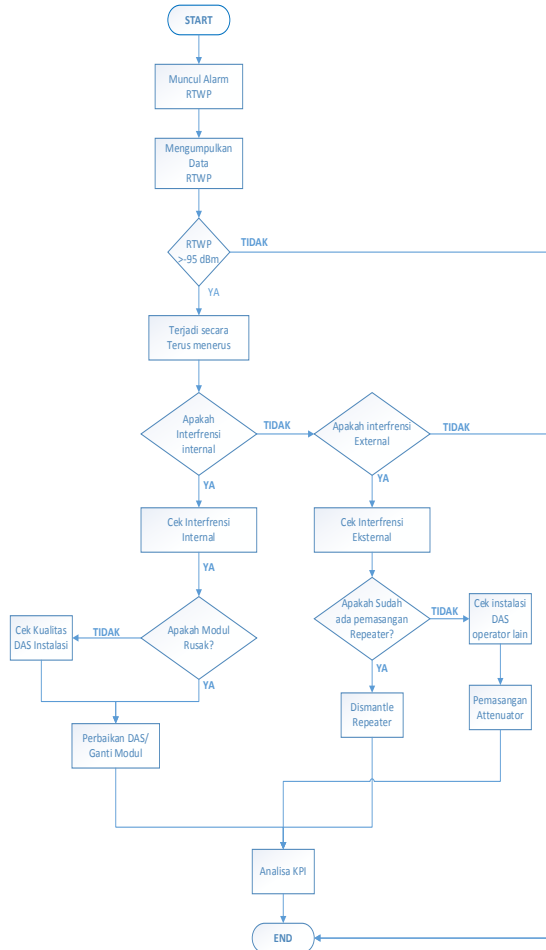 START
Muncul Alarm
RTWP
Mengumpulkan
Data
RTWP
RTWP
>-95 dBm
TIDAK
YA
Terjadi secara
Terus menerus
Apakah
Interfrensi
internal
TIDAK
Apakah interfrensi
External
TIDAK
YA
YA
Cek Interfrensi
Internal
Cek Interfrensi
Eksternal
YA
Apakah Modul
Rusak?
TIDAK
Cek Kualitas
DAS Instalasi
YA
Apakah Sudah
ada pemasangan
Repeater?
TIDAK
Cek instalasi
DAS
operator lain
YA
Perbaikan DAS/
Ganti Modul
Dismantle
Repeater
Pemasangan
Attenuator
Analisa KPI
END